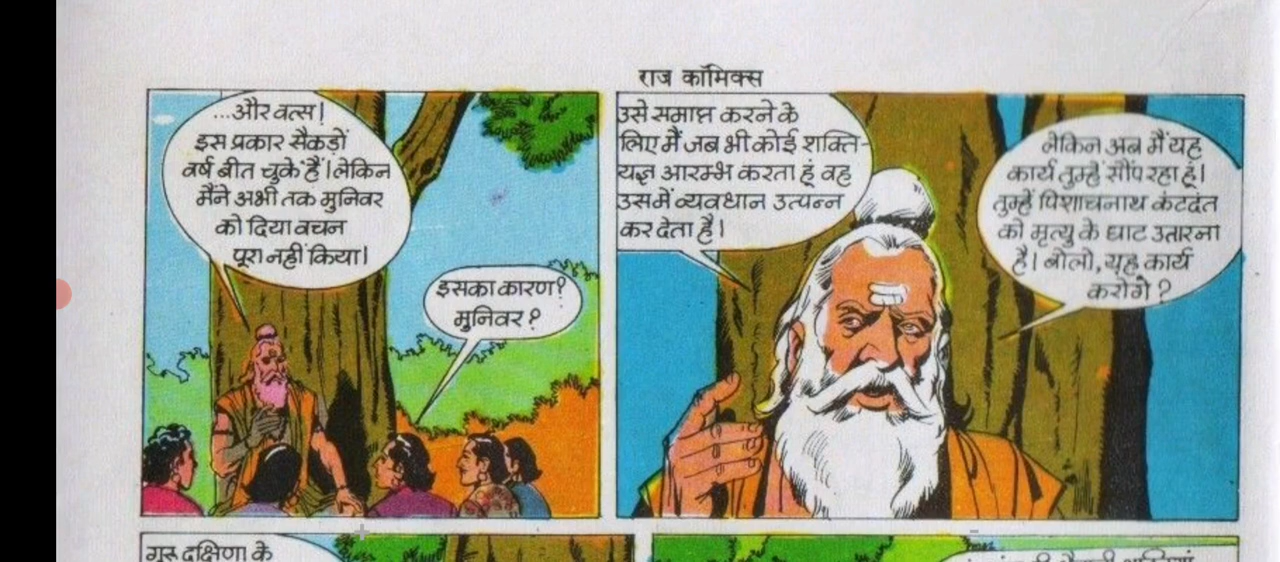 राज कॉमिक्स
...और वत्स!
इस प्रकार सैकड़ों
वर्ष बीत चुके हैं। लेकिन
मैंने अभी तक मुनिवर
को दिया वचन
पूरा नहीं किया।
इसका कारण?
मुनिवर?
उसे समाप्त करने के
लिए मैं जब भी कोई शक्ति-
यज्ञ आरम्भ करता हूं वह
उसमें व्यवधान उत्पन्न
कर देता है।
लेकिन अब मैं यह
कार्य तुम्हें सौंप रहा हूं।
तुम्हें पिशाचनाथ कंटदंत
को मृत्यु के घाट उतारना
है। बोलो, यह कार्य
करोगे?
गुरू दक्षिणा के